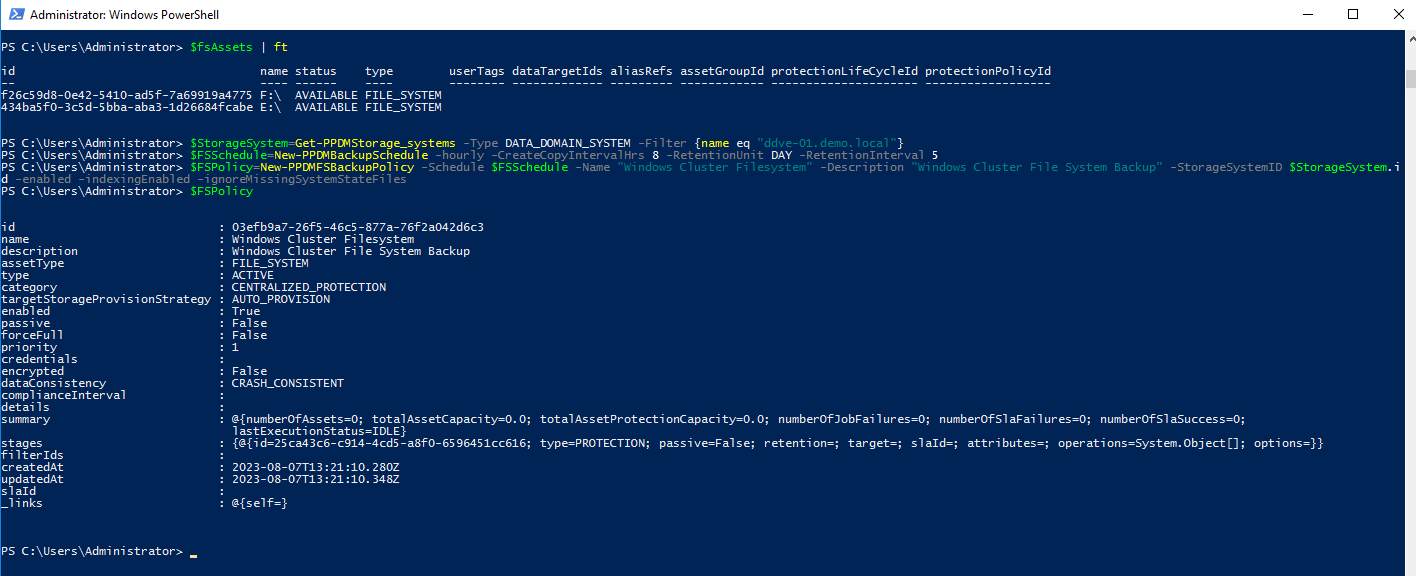 Administrator: Windows PowerShell
PS C:\Users\Administrator> $fsAssets | ft
id name status type userTags dataTargetIds aliasRefs assetGroupId protectionLifeCycleId protectionPolicyId
-- ---- ------ ---- -------- ------------- --------- ------------ --------------------- ------------------
f26c59d8-0e42-5410-ad5f-7a69919a4775 F:\ AVAILABLE FILE_SYSTEM
434ba5f0-3c5d-5bba-aba3-1d26684fcabe E:\ AVAILABLE FILE_SYSTEM
PS C:\Users\Administrator> $StorageSystem=Get-PPDMStorage_systems -Type DATA_DOMAIN_SYSTEM -Filter {name eq "ddve-01.demo.local"}
PS C:\Users\Administrator> $FSSchedule=New-PPDMBackupSchedule -hourly -CreateCopyIntervalHrs 8 -RetentionUnit DAY -RetentionInterval 5
PS C:\Users\Administrator> $FSPolicy=New-PPDMFSBackupPolicy -Schedule $FSSchedule -Name "Windows Cluster Filesystem" -Description "Windows Cluster File System Backup" -StorageSystemID $StorageSystem.i
d -enabled -indexingEnabled -ignoreMissingSystemStateFiles
PS C:\Users\Administrator> $FSPolicy
id : 03efb9a7-26f5-46c5-877a-76f2a042d6c3
name : Windows Cluster Filesystem
description : Windows Cluster File System Backup
assetType : FILE_SYSTEM
type : ACTIVE
category : CENTRALIZED_PROTECTION
targetStorageProvisionStrategy : AUTO_PROVISION
enabled : True
passive : False
forceFull : False
priority : 1
credentials :
encrypted : False
dataConsistency : CRASH_CONSISTENT
complianceInterval :
details :
summary : @{numberOfAssets=0; totalAssetCapacity=0.0; totalAssetProtectionCapacity=0.0; numberOfJobFailures=0; numberOfSlaFailures=0; numberOfSlaSuccess=0;
lastExecutionStatus=IDLE}
stages : {@{id=25ca43c6-c914-4cd5-a8f0-6596451cc616; type=PROTECTION; passive=False; retention=; target=; slaId=; attributes=; operations=System.Object[]; options=}}
filterIds :
createdAt : 2023-08-07T13:21:10.280Z
updatedAt : 2023-08-07T13:21:10.348Z
slaId :
_links : @{self=}
PS C:\Users\Administrator> _